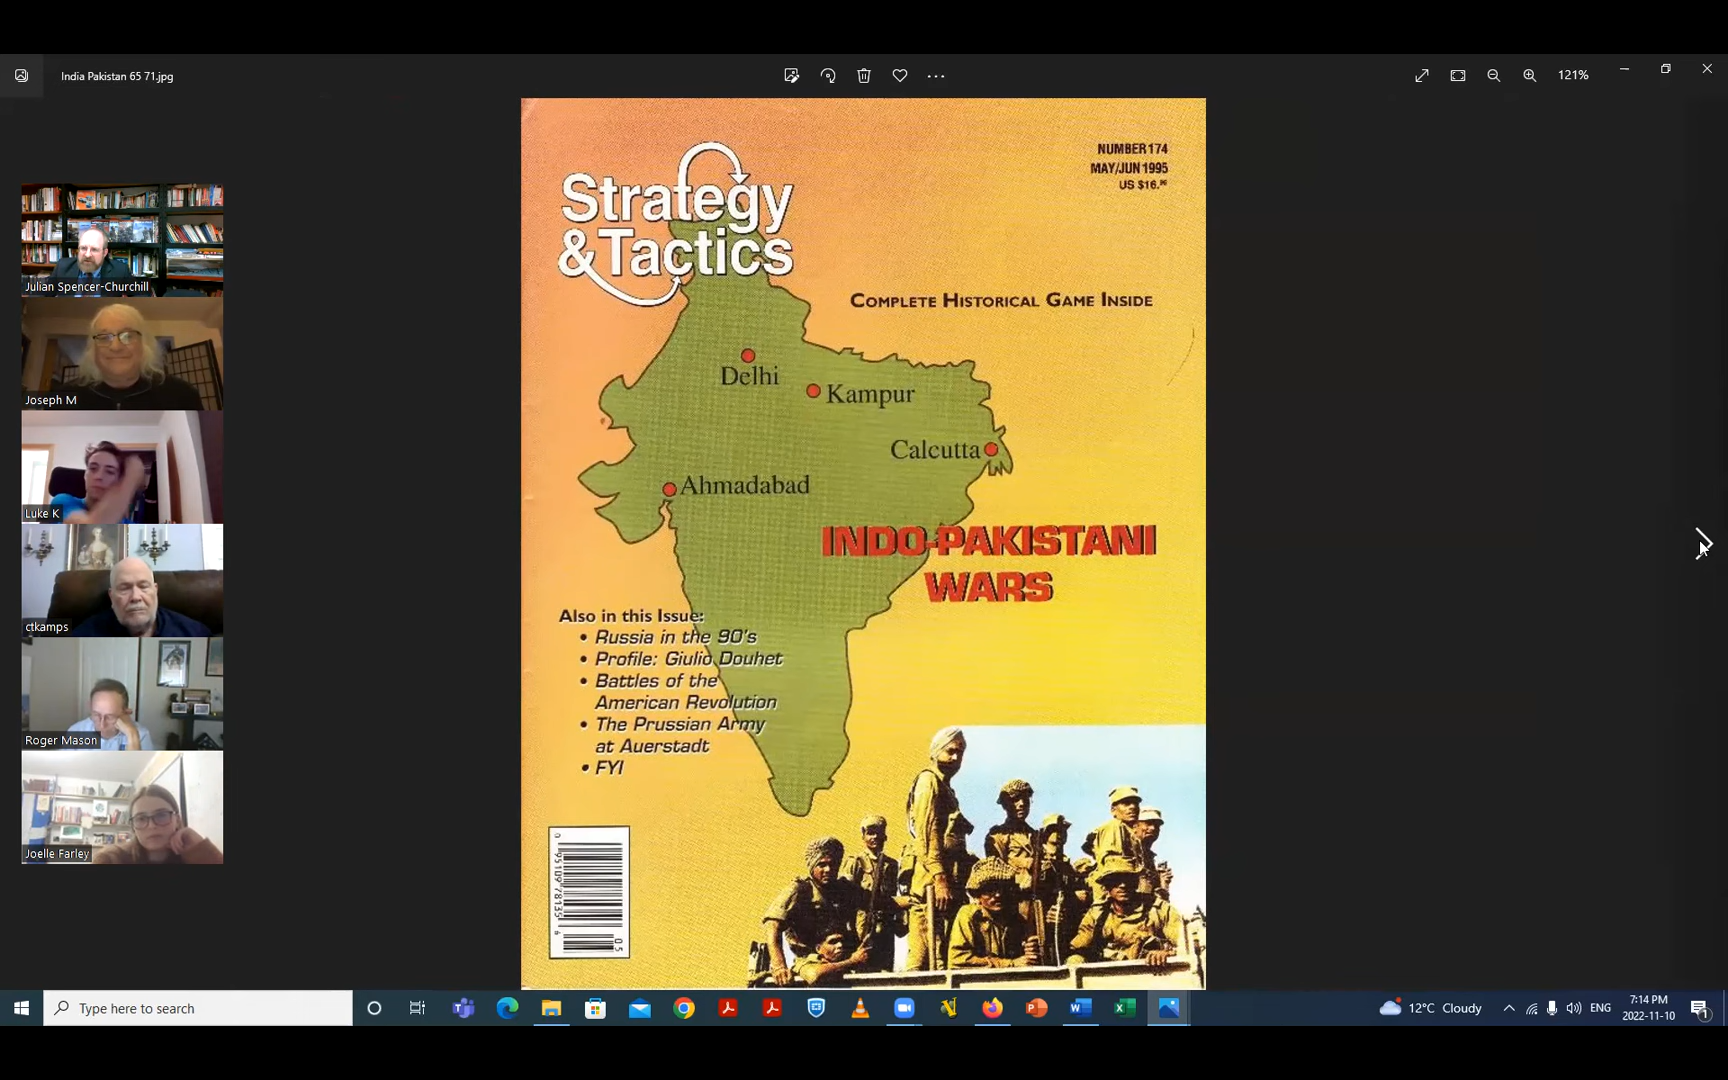 India Pakistan 65 71.jpg
121%
Strategy
&Tactics
NUMBER 174
MAY/JUN 1995
US $16.
COMPLETE HISTORICAL GAME INSIDE
Delhi
Kampur
Calcutta
Ahmadabad
INDO-PAKISTANI
WARS
Also in this Issue:
• Russia in the 90's
• Profile: Giulio Douhet
• Battles of the
American Revolution
• The Prussian Army
at Auerstadt
• FYI
05
Julian Spencer-Churchill
Joseph M
Luke K
ctkamps
Roger Mason
Joelle Farley
Type here to search
12°C Cloudy
ENG
7:14 PM
2022-11-10
1